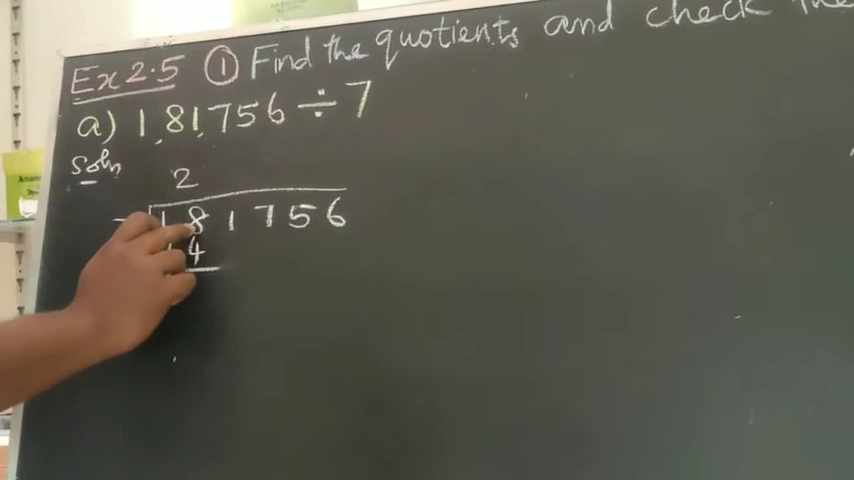 Ex 2.5 ① Find the quotients and check the
a) 1,81,756 ÷ 7
Soln
2
181756
14